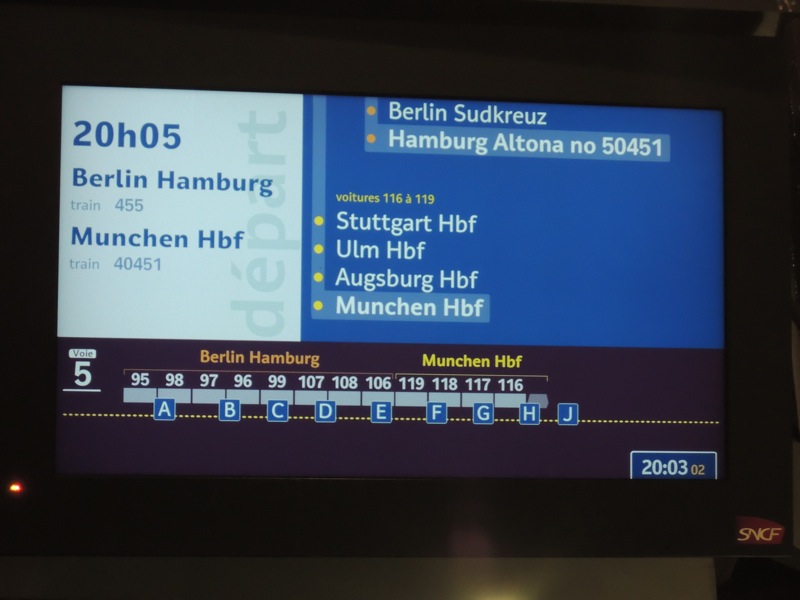 départ
20h05
Berlin Hamburg
train 455
Munchen Hbf
train 40451
Berlin Sudkreuz
Hamburg Altona no 50451
voitures 116 à 119
Stuttgart Hbf
Ulm Hbf
Augsburg Hbf
Munchen Hbf
Voie
5
Berlin Hamburg Munchen Hbf
95 98 97 96 99 107 108 106 119 118 117 116
A B C D E F G H J
20:03 02
SNCF